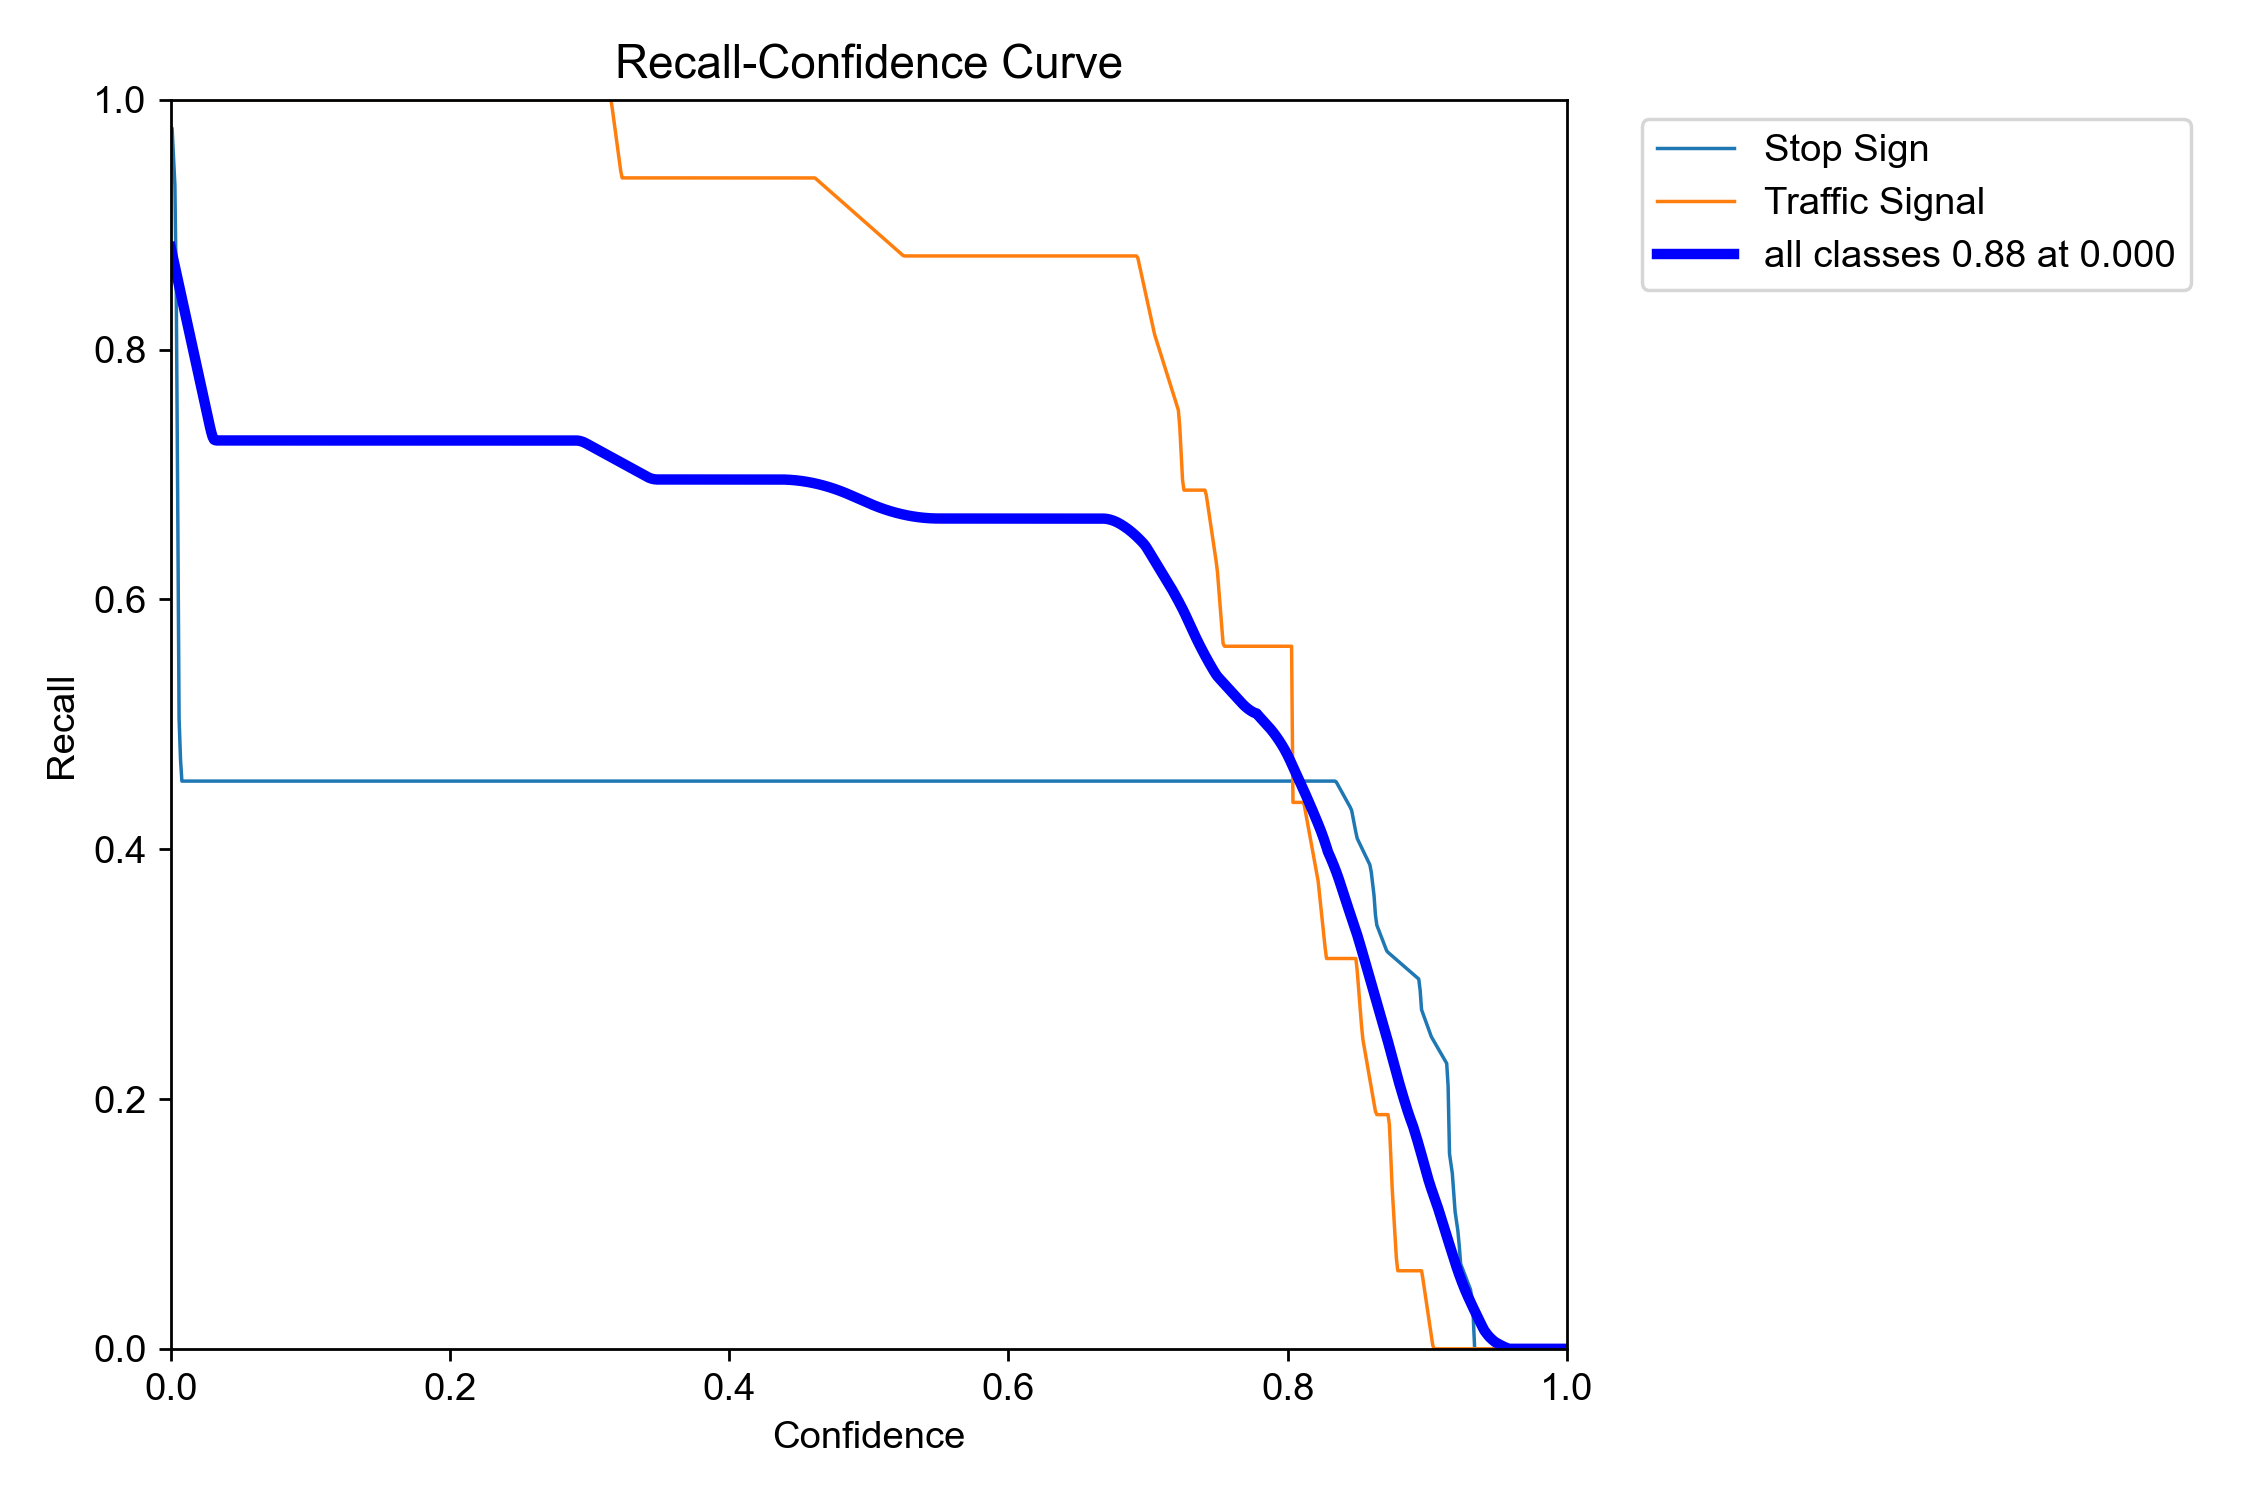 Recall-Confidence Curve
1.0
0.8
0.6
0.4
0.2
0.0
Recall
0.0 0.2 0.4 0.6 0.8 1.0
Confidence
Stop Sign
Traffic Signal
all classes 0.88 at 0.000